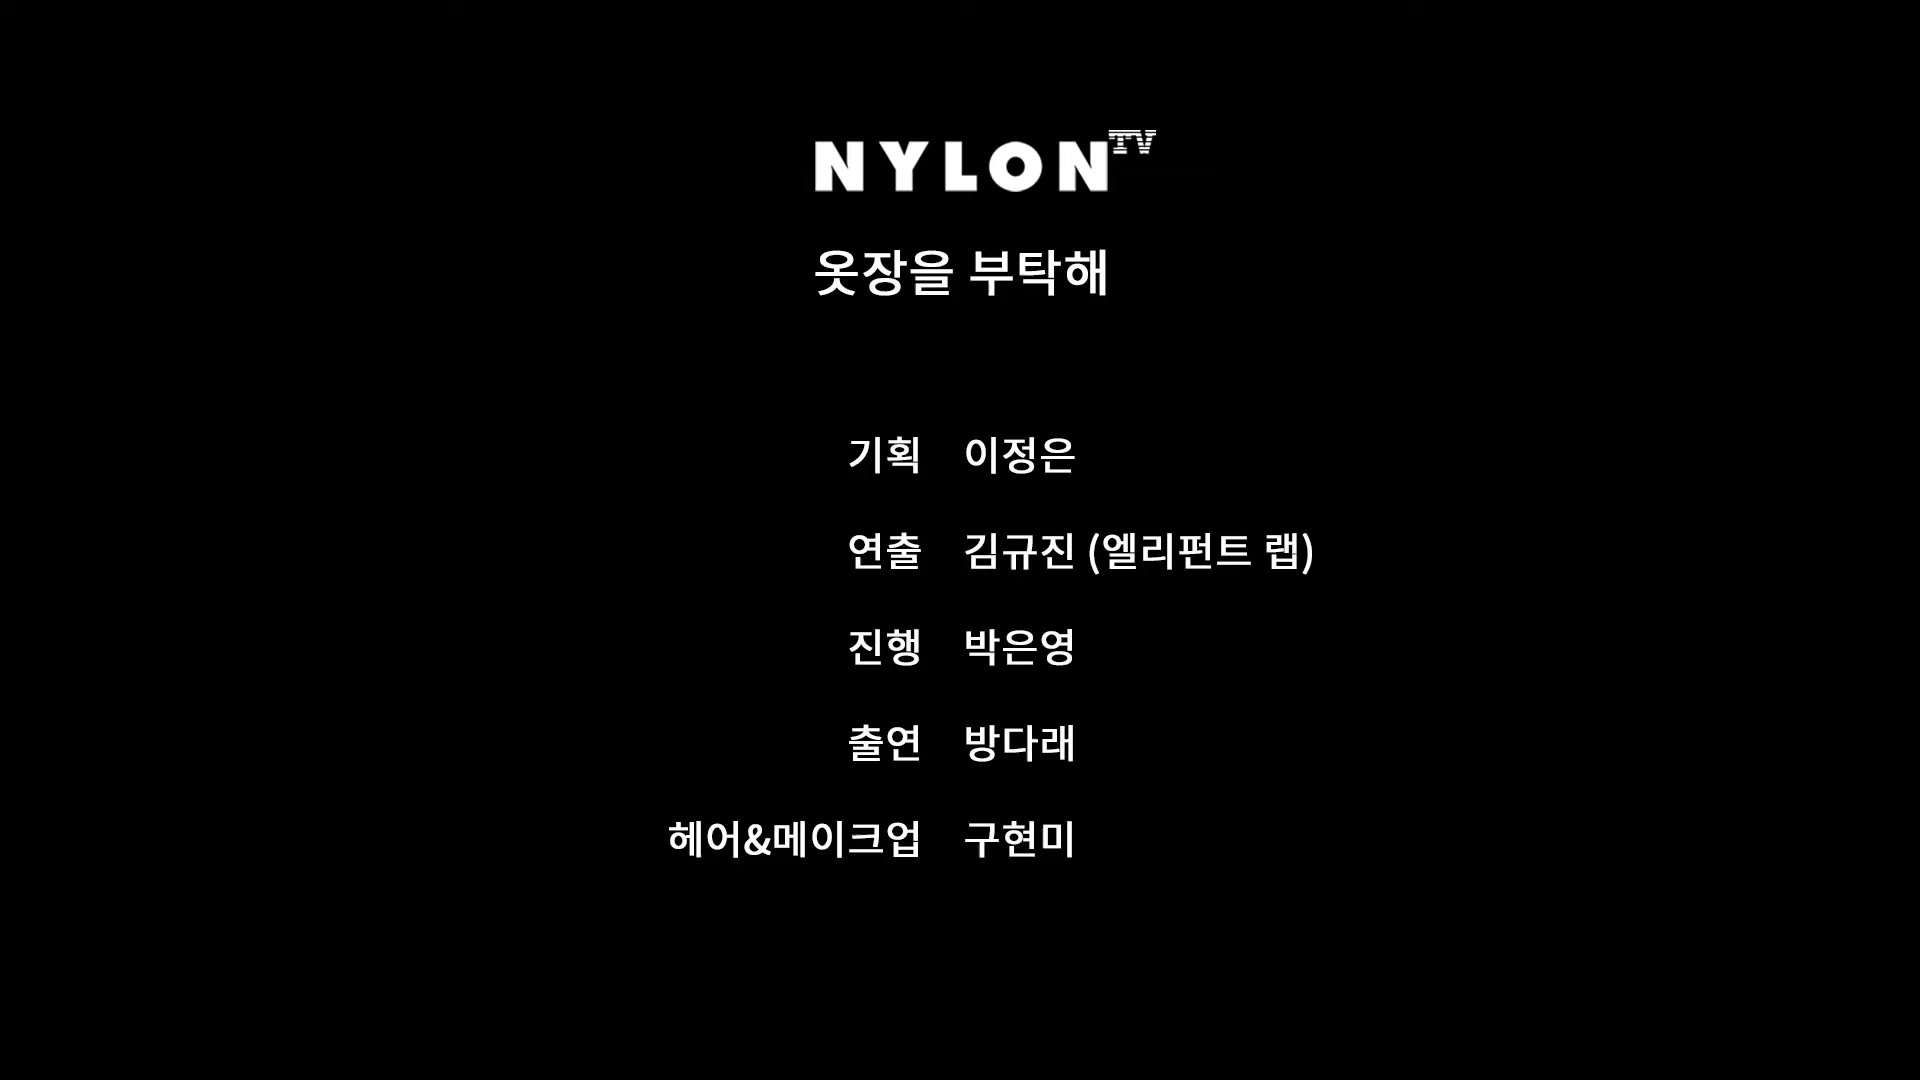 NYLON TV
옷장을 부탁해
기획 이정은
연출 김규진 (엘리펀트 랩)
진행 박은영
출연 방다래
헤어&메이크업 구현미